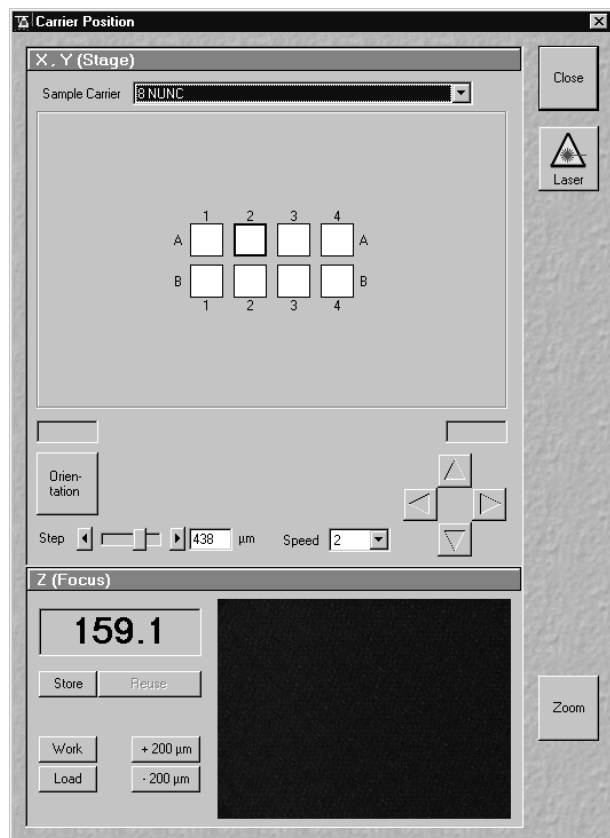 Carrier Position
X, Y (Stage)
Close
Sample Carrier 8 NUNC
Laser
1 2 3 4
A A
B B
1 2 3 4
Orien-
tation
Step 438 µm Speed 2
Z (Focus)
159.1
Store Reuse
Zoom
Work + 200 µm
Load - 200 µm